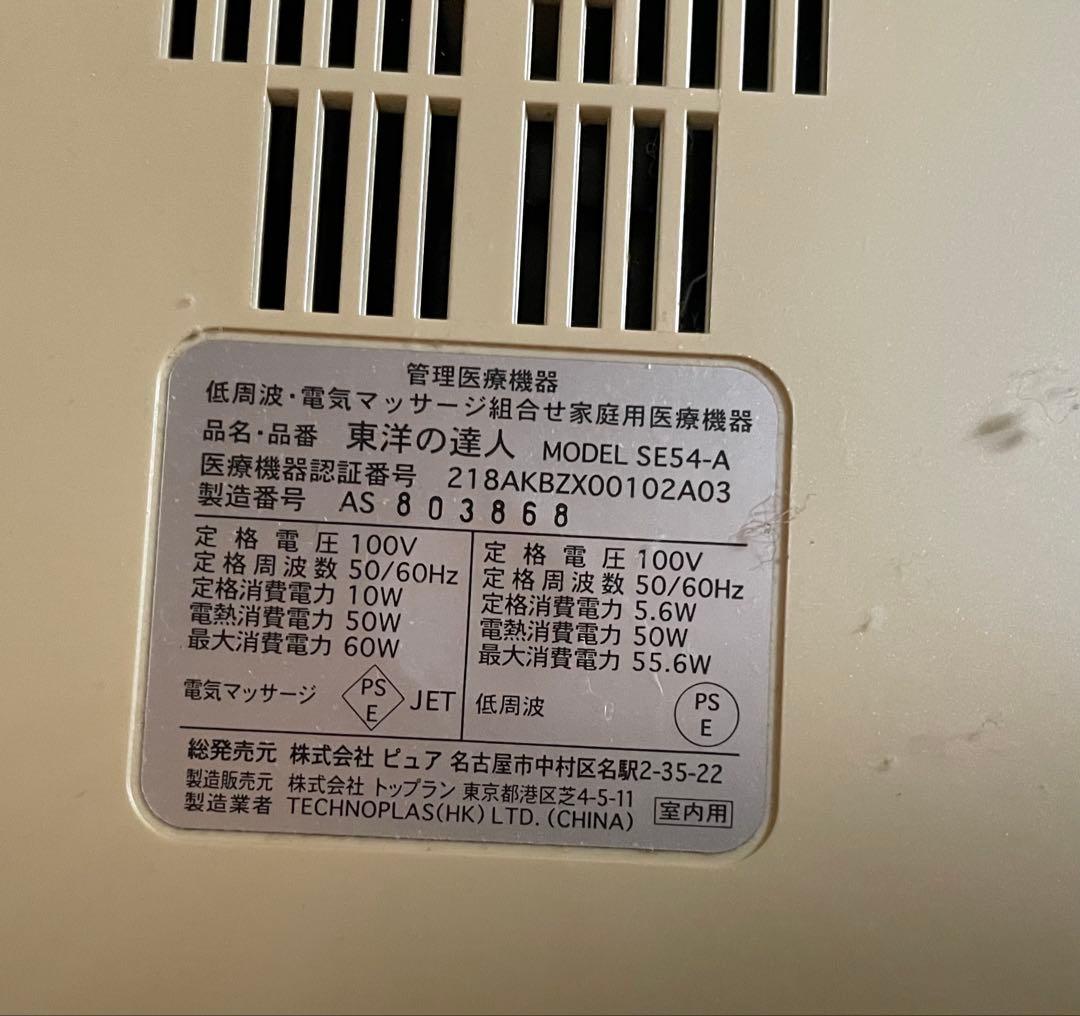 管理医療機器
低周波・電気マッサージ組合せ家庭用医療機器
品名・品番 東洋の達人 MODEL SE54-A
医療機器認証番号 218AKBZX00102A03
製造番号 AS 803868
定格電圧 100V
定格周波数 50/60Hz
定格消費電力 10W
電熱消費電力 50W
最大消費電力 60W
電気マッサージ PSE JET
定格電圧 100V
定格周波数 50/60Hz
定格消費電力 5.6W
電熱消費電力 50W
最大消費電力 55.6W
低周波 PSE
総発売元 株式会社 ピュア 名古屋市中村区名駅2-35-22
製造販売元 株式会社 トップラン 東京都港区芝4-5-11
製造業者 TECHNOPLAS(HK) LTD. (CHINA) 室内用